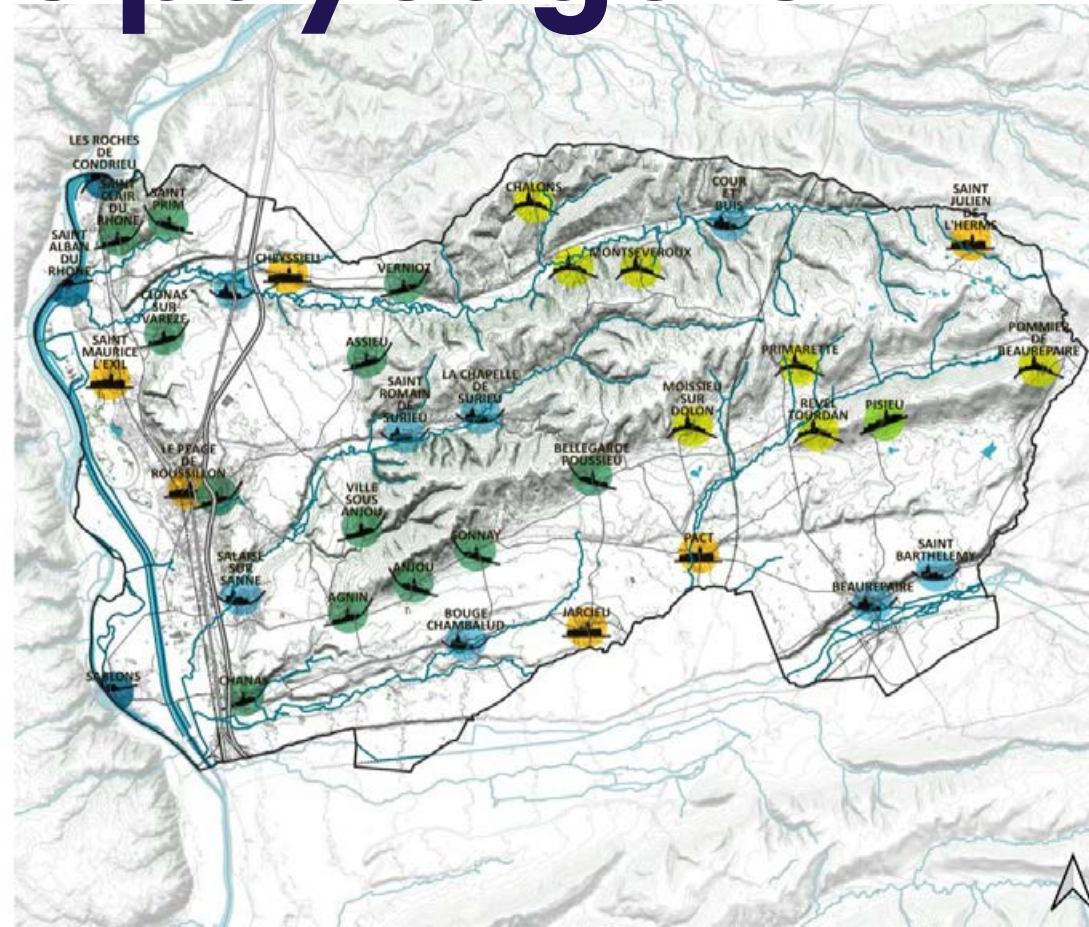 LES ROCHES
DE
CONDRIEU
SAINT
CLAIR
DU
RHONE
SAINT
PRIM
SAINT
ALBAN
DU
RHONE
CHEYSSIEU
VERNIOZ
CHALONS
MONTSEVEROUX
COUR
ET
BUIS
SAINT
JULIEN
DE
L'HERMS
CLONAS
SUR
VAREZE
SAINT
MAURICE
L'EXIL
ASSIEU
SAINT
ROMAIN
DE
SURIEU
LA CHAPELLE
DE
SURIEU
MOISSIEU
SUR
DOLON
PRIMARETTE
REVEL
TOURDAN
PISIEU
POMMIER
DE
BEAUREPAIRE
LE PEAGE
DE
ROUSSILLON
VILLE
SOUS
ANJOU
BELLEGARDE
POUSSIEU
SONNAY
ANJOU
AGNIN
SALAISE
SUR
SANNE
BOUGE
CHAMBALUD
JARCIEU
PACT
SAINT
BARTHELEMY
BEAUREPAIRE
SABLONS
CHANAS